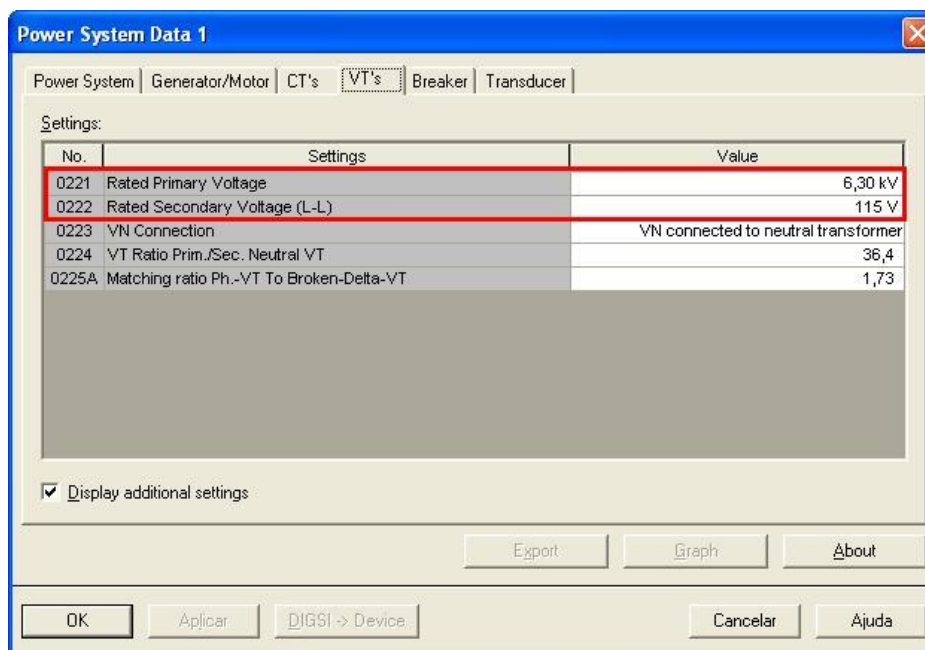 Power System Data 1
Power System Generator/Motor CT's VT's Breaker Transducer
Settings:
No. Settings Value
0221 Rated Primary Voltage 6,30 kV
0222 Rated Secondary Voltage (L-L) 115 V
0223 VN Connection VN connected to neutral transformer
0224 VT Ratio Prim./Sec. Neutral VT 36,4
0225A Matching ratio Ph.-VT To Broken-Delta-VT 1,73
Display additional settings
Export Graph About
OK Aplicar DIGSI -> Device Cancelar Ajuda